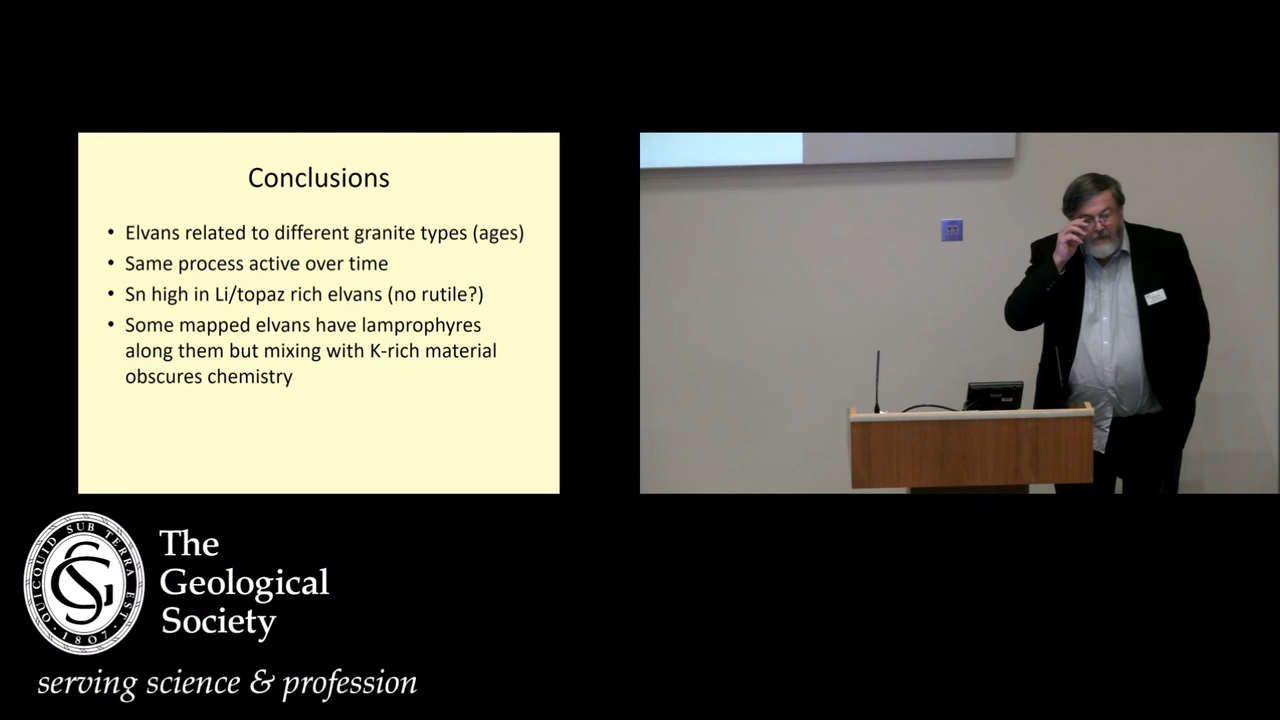 Conclusions
• Elvans related to different granite types (ages)
• Same process active over time
• Sn high in Li/topaz rich elvans (no rutile?)
• Some mapped elvans have lamprophyres
along them but mixing with K-rich material
obscures chemistry
QUICQUID SUB TERRA EST
1807
The
Geological
Society
serving science & profession